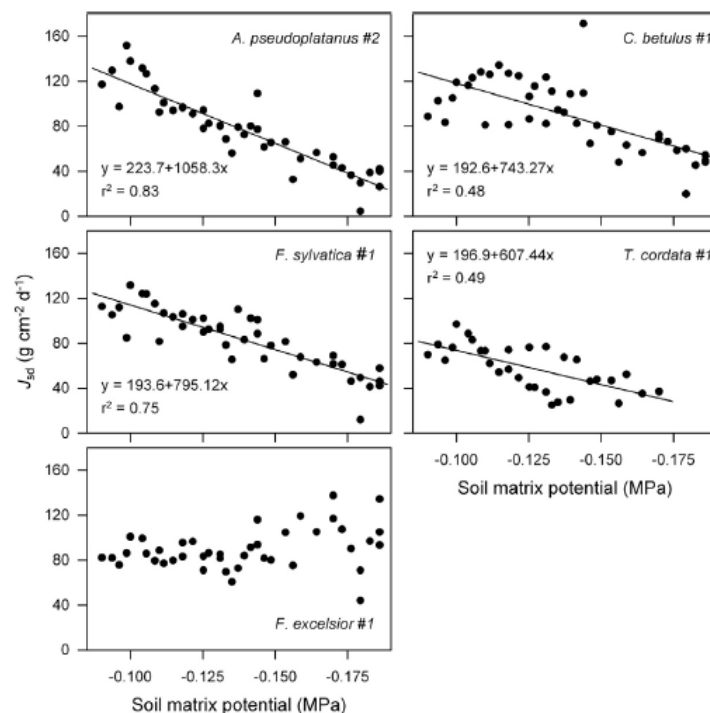 160
120
80
40
0
A. pseudoplatanus #2
y = 223.7+1058.3x
r² = 0.83
C. betulus #1
y = 192.6+743.27x
r² = 0.48
160
120
80
40
0
F. sylvatica #1
y = 193.6+795.12x
r² = 0.75
y = 196.9+607.44x
r² = 0.49
T. cordata #1
Jsd (g cm⁻² d⁻¹)
-0.100 -0.125 -0.150 -0.175
Soil matrix potential (MPa)
160
120
80
40
0
F. excelsior #1
-0.100 -0.125 -0.150 -0.175
Soil matrix potential (MPa)